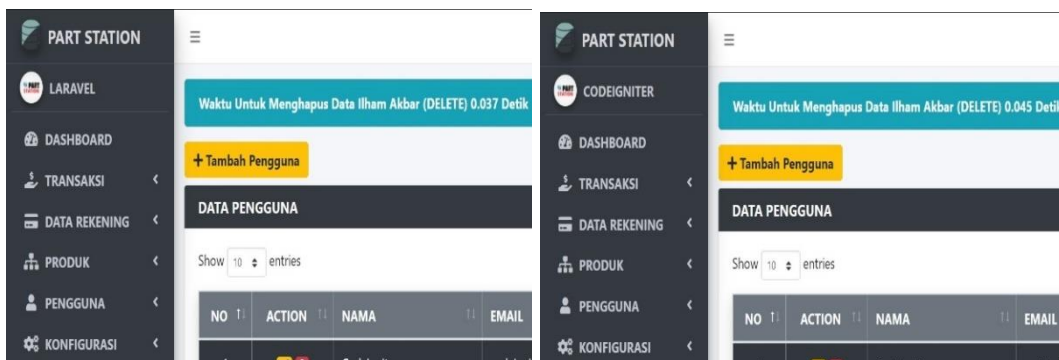 PART STATION
LARAVEL
DASHBOARD
TRANSAKSI
DATA REKENING
PRODUK
PENGGUNA
KONFIGURASI
Waktu Untuk Menghapus Data Ilham Akbar (DELETE) 0.037 Detik
+ Tambah Pengguna
DATA PENGGUNA
Show 10 entries
NO ACTION NAMA EMAIL
PART STATION
CODEIGNITER
DASHBOARD
TRANSAKSI
DATA REKENING
PRODUK
PENGGUNA
KONFIGURASI
Waktu Untuk Menghapus Data Ilham Akbar (DELETE) 0.045 Detik
+ Tambah Pengguna
DATA PENGGUNA
Show 10 entries
NO ACTION NAMA EMAIL